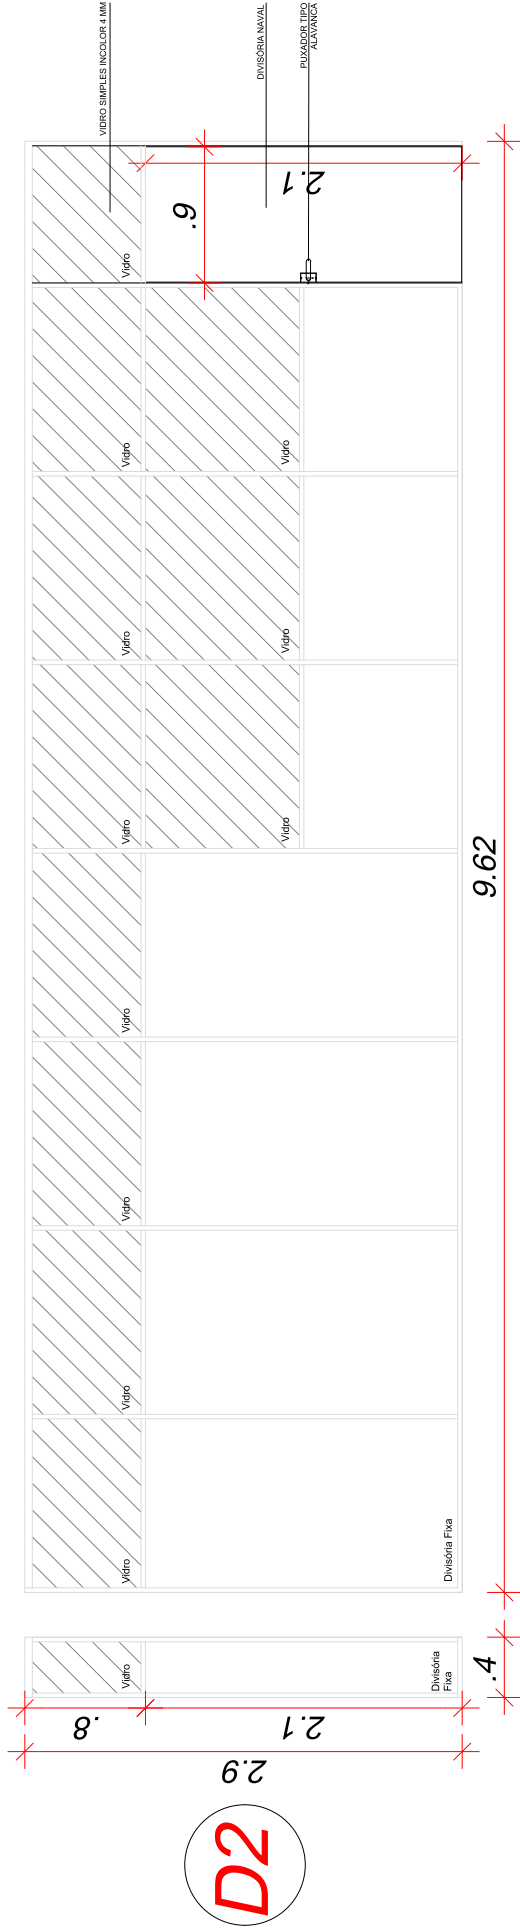 D2
2.9
.8
2.1
Vidro
Vidro
Vidro
Vidro
Vidro
Vidro
Vidro
Vidro
Vidro
VIDRO SIMPLES INCOLOR 4 MM
.9
2.1
DIVISÓRIA NAVAL
Vidro
Vidro
Vidro
PUXADOR TIPO
ALAVANCA
Divisória
Fixa
Divisória Fixa
.4
9.62